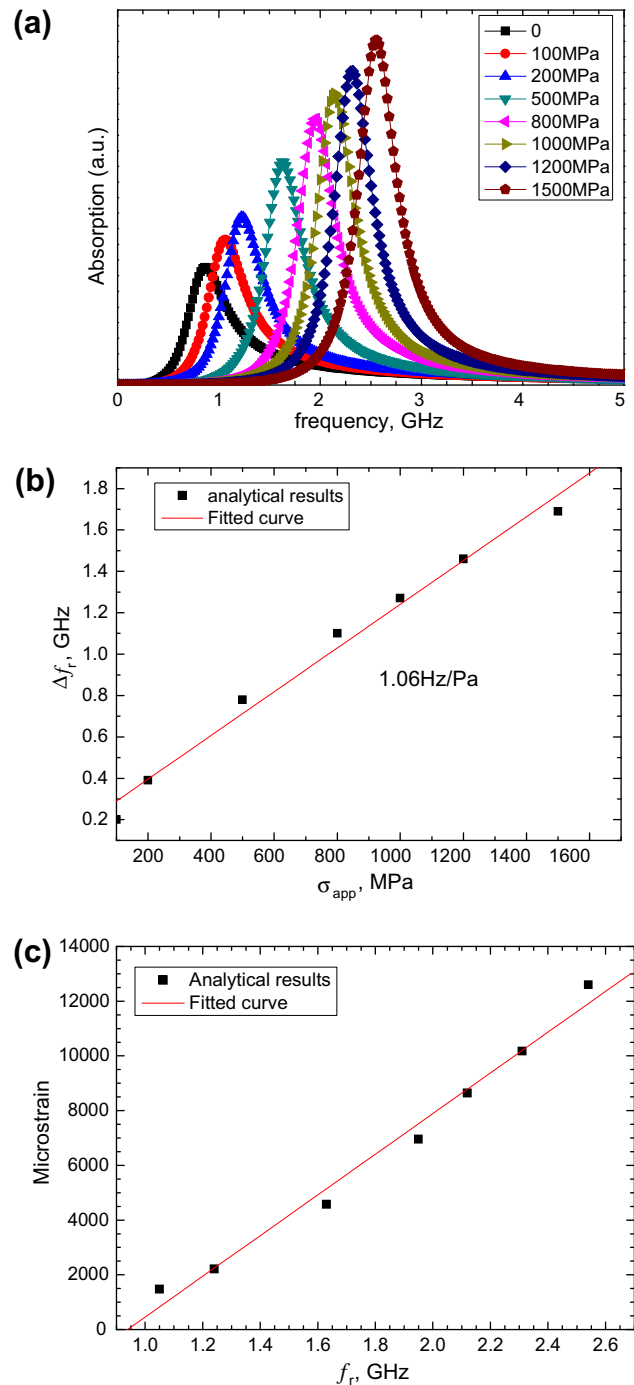 (a)
0
100MPa
200MPa
500MPa
800MPa
1000MPa
1200MPa
1500MPa
Absorption (a.u.)
0 1 2 3 4 5
frequency, GHz
(b)
analytical results
Fitted curve
1.8
1.6
1.4
1.2
1.0
0.8
0.6
0.4
0.2
Δfr, GHz
1.06Hz/Pa
200 400 600 800 1000 1200 1400 1600
σapp, MPa
(c)
Analytical results
Fitted curve
14000
12000
10000
8000
6000
4000
2000
0
Microstrain
1.0 1.2 1.4 1.6 1.8 2.0 2.2 2.4 2.6
fr, GHz